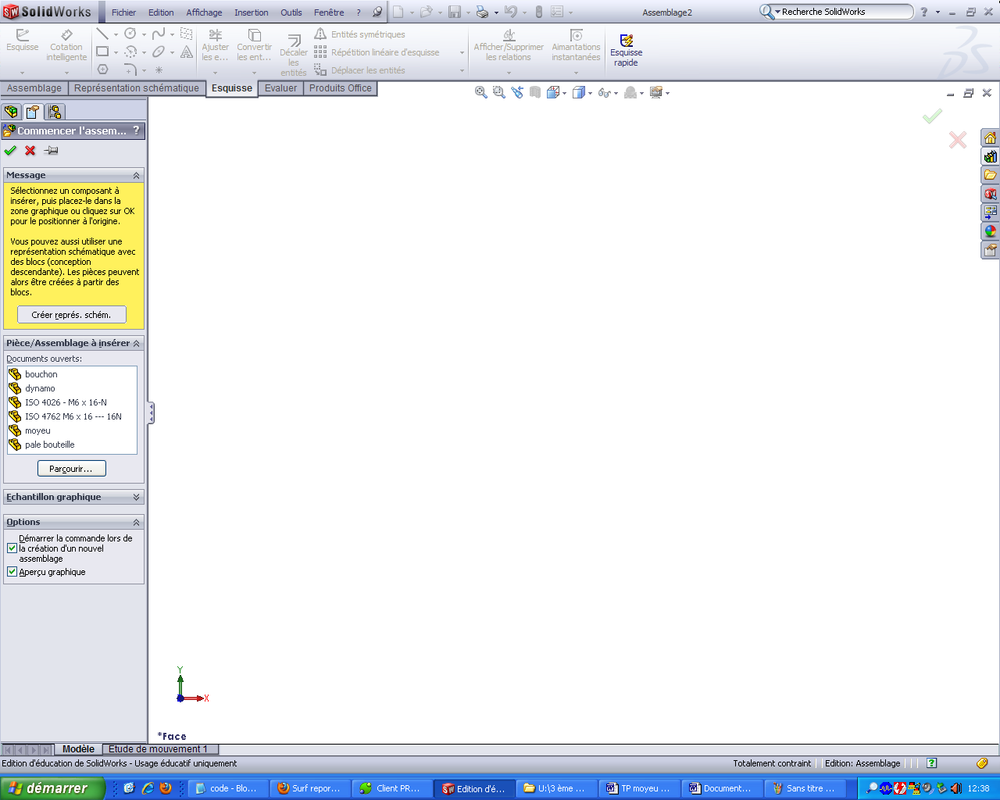 SolidWorks Fichier Edition Affichage Insertion Outils Fenêtre ? Assemblage2 Recherche SolidWorks ?
Esquisse
Cotation intelligente
Ajuster les e...
Convertir les ent...
Décaler les entités
Entités symétriques
Répétition linéaire d'esquisse
Déplacer les entités
Afficher/Supprimer les relations
Aimantations instantanées
Esquisse rapide
Assemblage Représentation schématique Esquisse Evaluer Produits Office
Commencer l'assem... ?
Message
Sélectionnez un composant à
insérer, puis placez-le dans la
zone graphique ou cliquez sur OK
pour le positionner à l'origine.
Vous pouvez aussi utiliser une
représentation schématique avec
des blocs (conception
descendante). Les pièces peuvent
alors être créées à partir des
blocs.
Créer représ. schém.
Pièce/Assemblage à insérer
Documents ouverts:
bouchon
dynamo
ISO 4026 - M6 x 16-N
ISO 4762 M6 x 16 --- 16N
moyeu
pale bouteille
Parcourir...
Echantillon graphique
Options
Démarrer la commande lors de
la création d'un nouvel
assemblage
Aperçu graphique
Y
X
*Face
Modèle Etude de mouvement 1
Edition d'éducation de SolidWorks - Usage éducatif uniquement Totalement contraint Edition: Assemblage ?
démarrer code - Blo... Surf repor... Client PR... Edition d'é... U:\3 ème ... TP moyeu ... Document... Sans titre ... 12:38